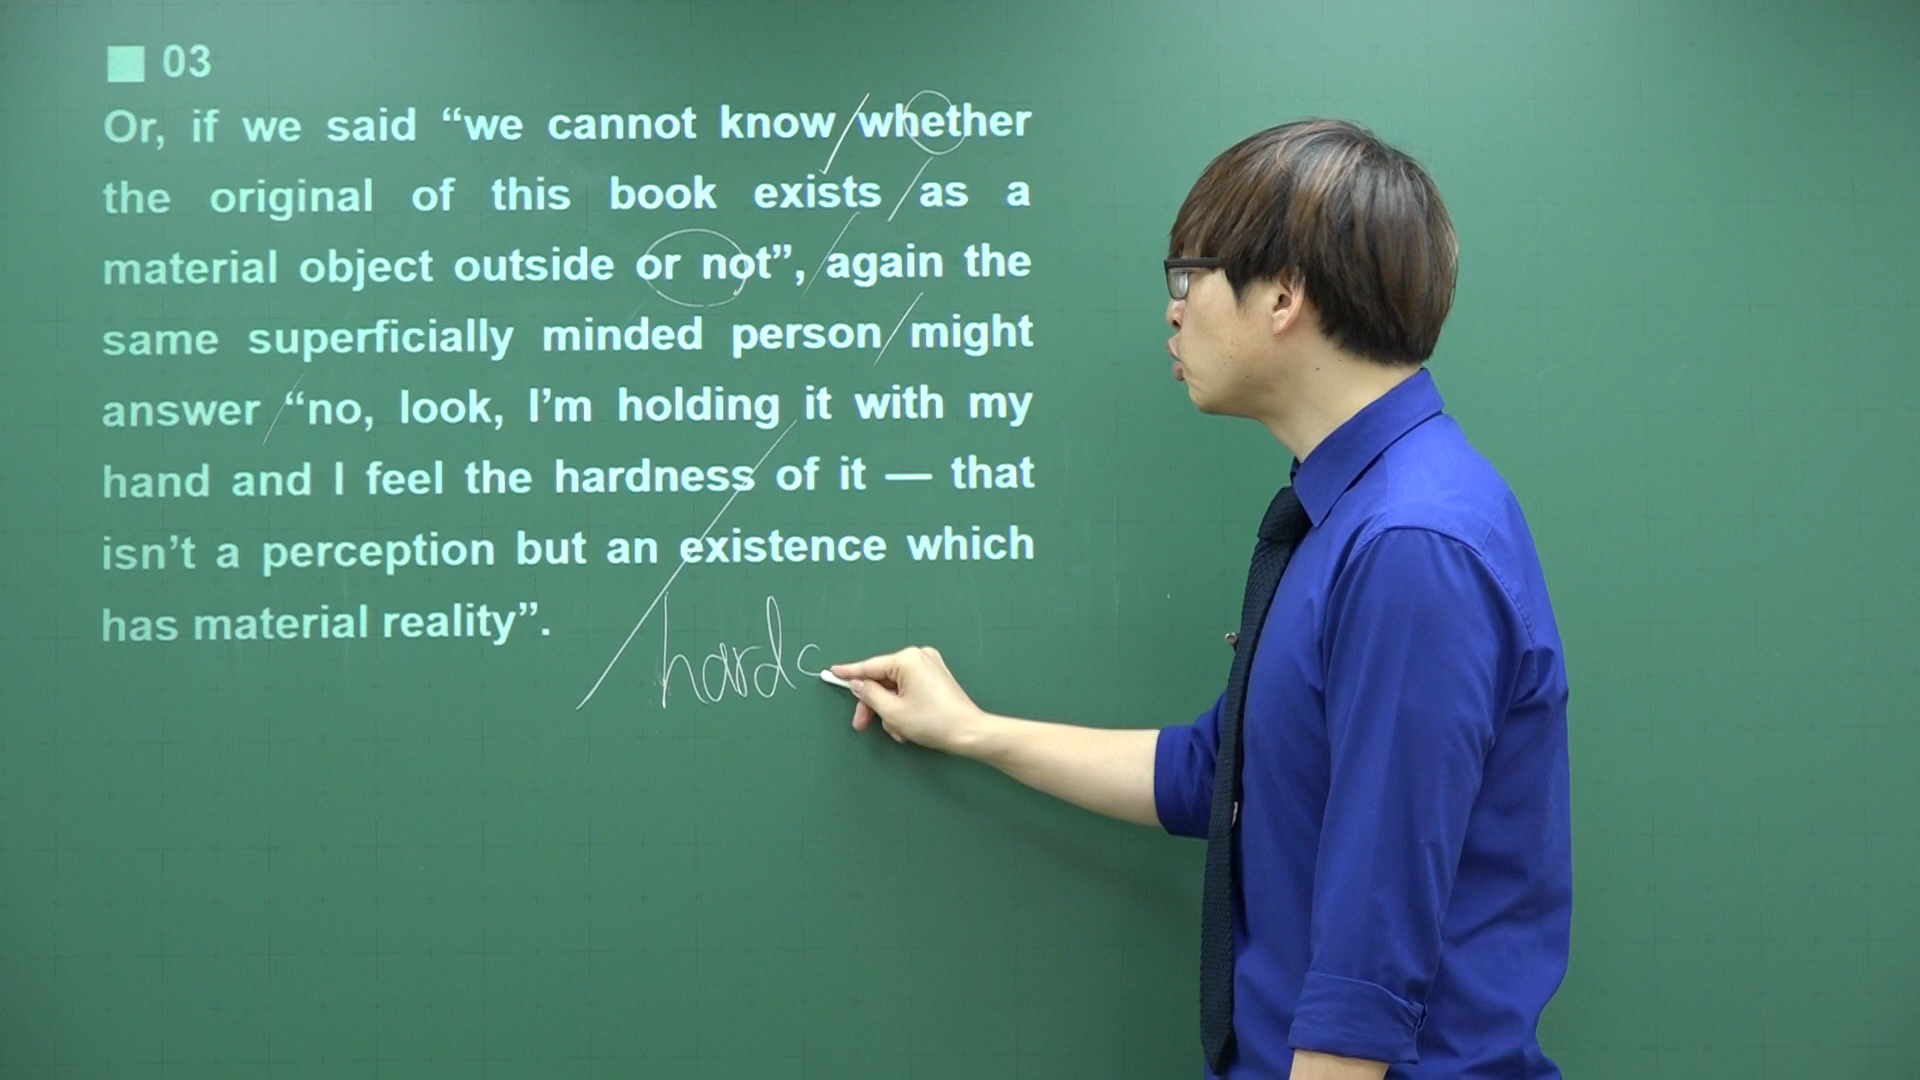 ■ 03
Or, if we said “we cannot know whether
the original of this book exists as a
material object outside or not”, again the
same superficially minded person might
answer “no, look, I’m holding it with my
hand and I feel the hardness of it — that
isn’t a perception but an existence which
has material reality”.
hardc